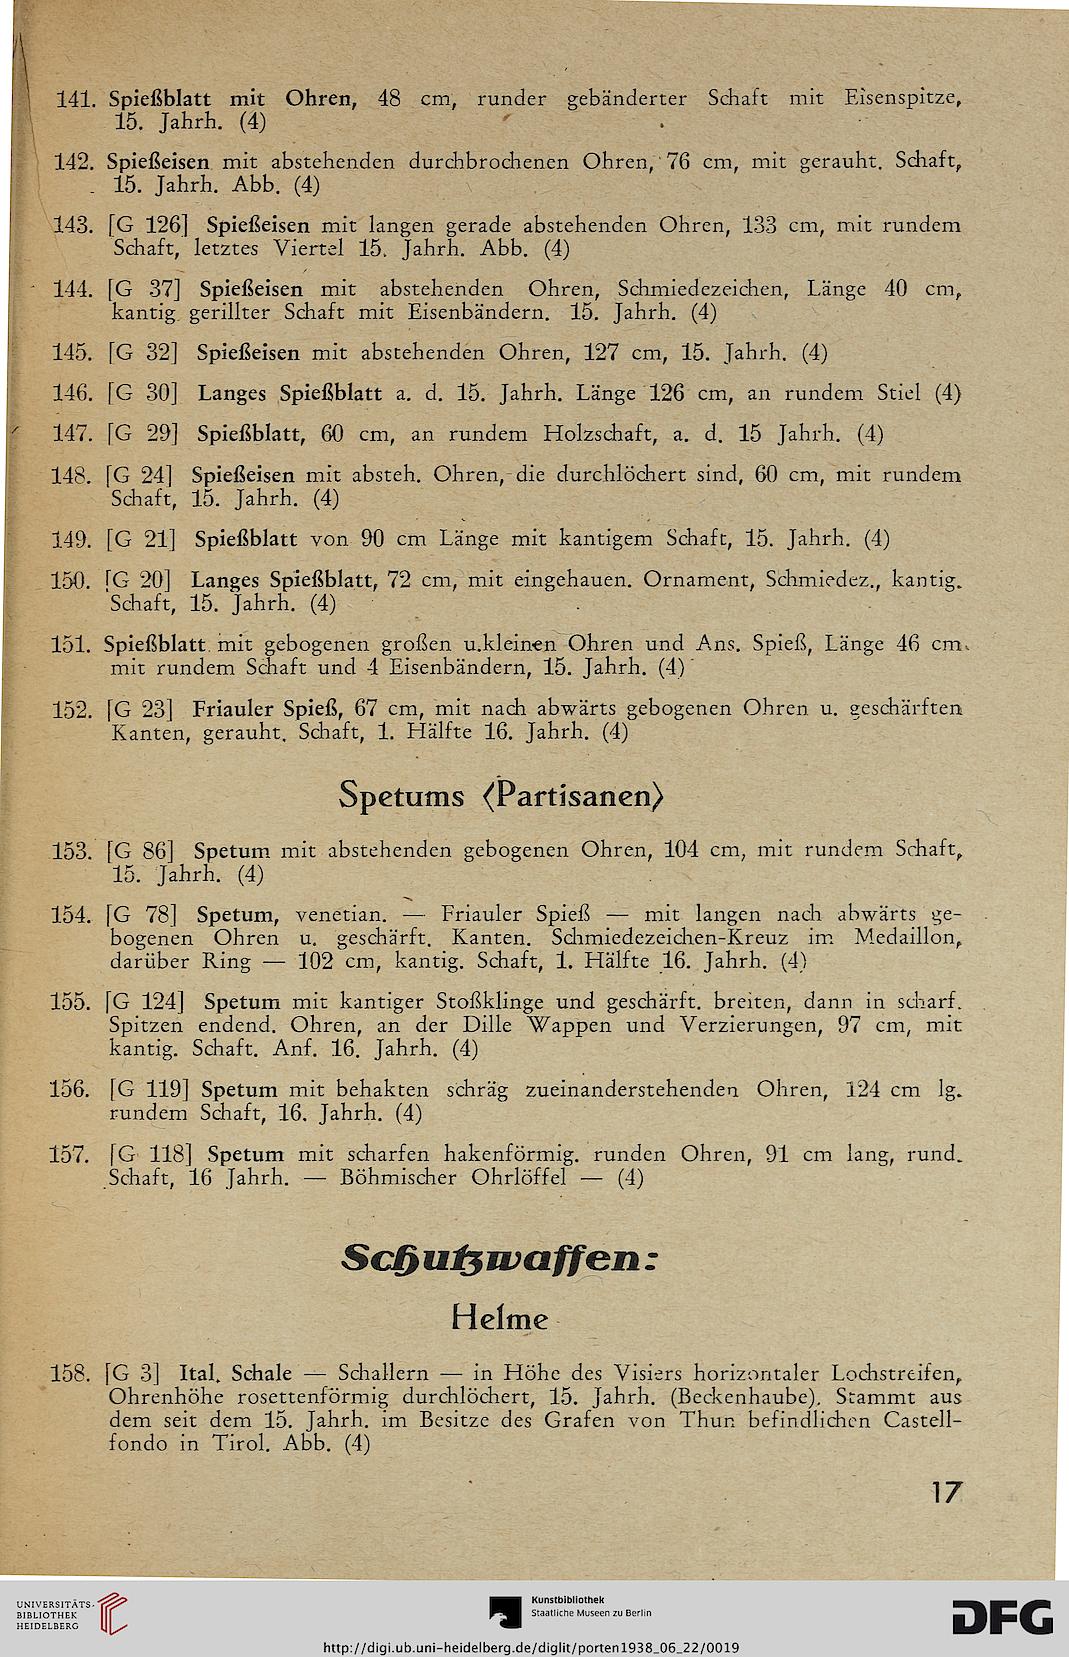 141. Spießblatt mit Ohren, 48 cm, runder gebänderter Schaft mit Eisenspitze,
15. Jahrh. (4)
142. Spießeisen mit abstehenden durchbrochenen Ohren, 76 cm, mit gerauht. Schaft,
15. Jahrh. Abb. (4)
143. [G 126] Spießeisen mit langen gerade abstehenden Ohren, 133 cm, mit rundem
Schaft, letztes Viertel 15. Jahrh. Abb. (4)
144. [G 37] Spießeisen mit abstehenden Ohren, Schmiedezeichen, Länge 40 cm,
kantig. gerillter Schaft mit Eisenbändern. 15. Jahrh. (4)
145. [G 32] Spießeisen mit abstehenden Ohren, 127 cm, 15. Jahrh. (4)
146. [G 30] Langes Spießblatt a. d. 15. Jahrh. Länge 126 cm, an rundem Stiel (4)
147. [G 29] Spießblatt, 60 cm, an rundem Holzschaft, a. d. 15 Jahrh. (4)
148. [G 24] Spießeisen mit absteh. Ohren, die durchlöchert sind, 60 cm, mit rundem
Schaft, 15. Jahrh. (4)
149. [G 21] Spießblatt von 90 cm Länge mit kantigem Schaft, 15. Jahrh. (4)
150. [G 20] Langes Spießblatt, 72 cm, mit eingehauen. Ornament, Schmiedez., kantig.
Schaft, 15. Jahrh. (4)
151. Spießblatt mit gebogenen großen u.kleinen Ohren und Ans. Spieß, Länge 46 cm.
mit rundem Schaft und 4 Eisenbändern, 15. Jahrh. (4)
152. [G 23] Friauler Spieß, 67 cm, mit nach abwärts gebogenen Ohren u. geschärften
Kanten, gerauht. Schaft, 1. Hälfte 16. Jahrh. (4)
Spetums (Partisanen)
153. [G 86] Spetum mit abstehenden gebogenen Ohren, 104 cm, mit rundem Schaft,
15. Jahrh. (4)
154. [G 78] Spetum, venetian. — Friauler Spieß — mit langen nach abwärts ge-
bogenen Ohren u. geschärft. Kanten. Schmiedezeichen-Kreuz im Medaillon,
darüber Ring — 102 cm, kantig. Schaft, 1. Hälfte 16. Jahrh. (4)
155. [G 124] Spetum mit kantiger Stoßklinge und geschärft. breiten, dann in scharf.
Spitzen endend. Ohren, an der Dille Wappen und Verzierungen, 97 cm, mit
kantig. Schaft. Anf. 16. Jahrh. (4)
156. [G 119] Spetum mit behakten schräg zueinanderstehenden Ohren, 124 cm lg.
rundem Schaft, 16. Jahrh. (4)
157. [G 118] Spetum mit scharfen hakenförmig. runden Ohren, 91 cm lang, rund.
Schaft, 16 Jahrh. — Böhmischer Ohrlöffel — (4)
Schutzwaffen:
Helme
158. [G 3] Ital. Schale — Schallern — in Höhe des Visiers horizontaler Lochstreifen,
Ohrenhöhe rosettenförmig durchlöchert, 15. Jahrh. (Beckenhaube). Stammt aus
dem seit dem 15. Jahrh. im Besitze des Grafen von Thun befindlichen Castell-
fondo in Tirol. Abb. (4)
17
UNIVERSITÄTS-
BIBLIOTHEK
HEIDELBERG
Kunstbibliothek
Staatliche Museen zu Berlin
DFG
http://digi.ub.uni-heidelberg.de/diglit/porten1938_06_22/0019